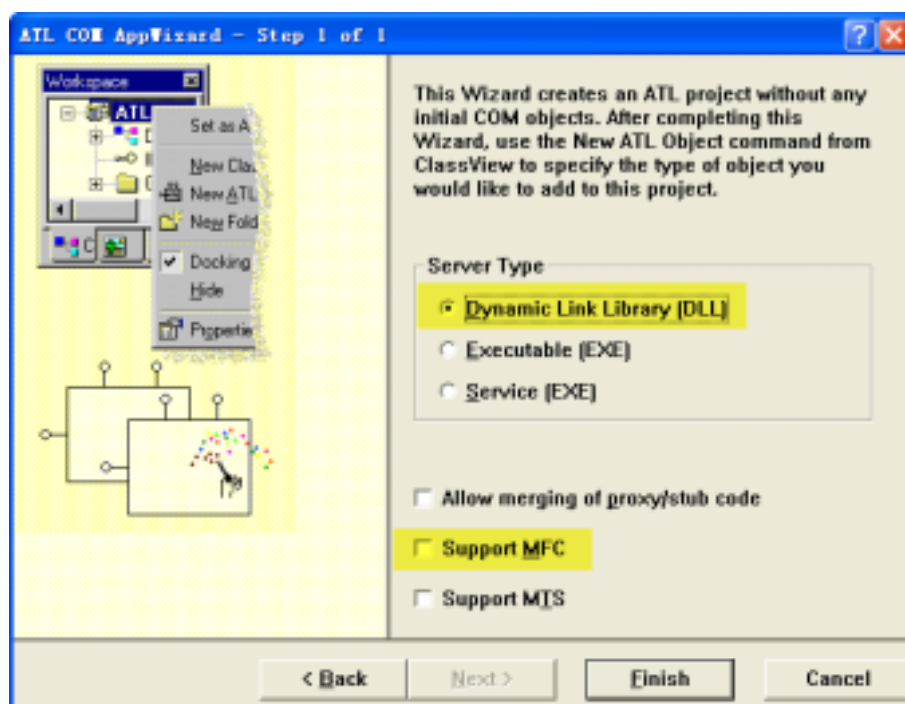 ATL COM AppWizard - Step 1 of 1
Workspace
ATL
Set as A
New Clas
New ATL
New Fold
Docking
Hide
Propertie
This Wizard creates an ATL project without any
initial COM objects. After completing this
Wizard, use the New ATL Object command from
ClassView to specify the type of object you
would like to add to this project.
Server Type
Dynamic Link Library (DLL)
Executable (EXE)
Service (EXE)
Allow merging of proxy/stub code
Support MFC
Support MTS
< Back
Next >
Finish
Cancel